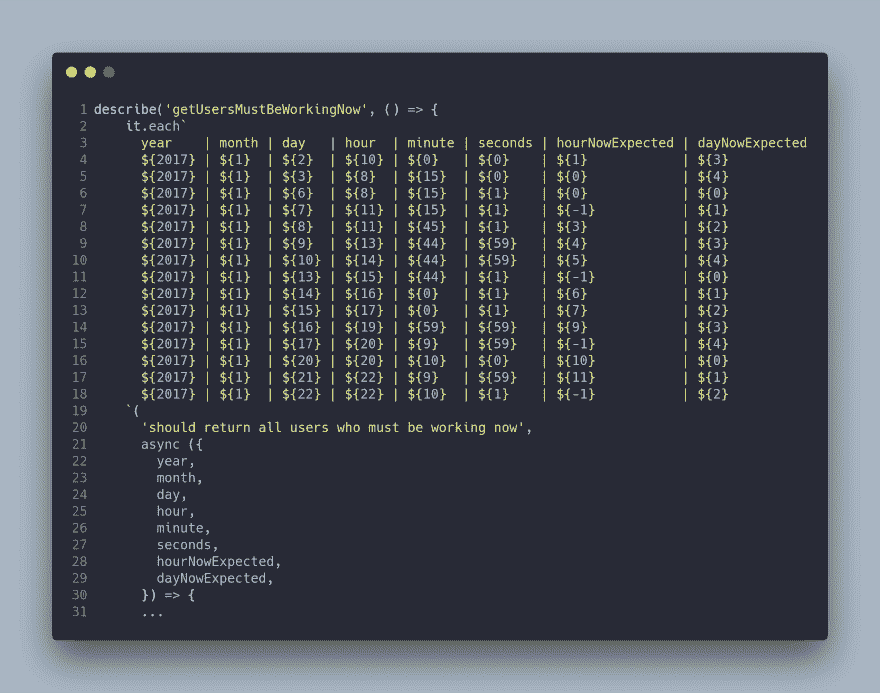 1 describe('getUsersMustBeWorkingNow', () => {
2     it.each`
3       year    | month | day   | hour  | minute | seconds | hourNowExpected | dayNowExpected
4       ${2017} | ${1}  | ${2}  | ${10} | ${0}   | ${0}    | ${1}            | ${3}
5       ${2017} | ${1}  | ${3}  | ${8}  | ${15}  | ${0}    | ${0}            | ${4}
6       ${2017} | ${1}  | ${6}  | ${8}  | ${15}  | ${1}    | ${0}            | ${0}
7       ${2017} | ${1}  | ${7}  | ${11} | ${15}  | ${1}    | ${-1}           | ${1}
8       ${2017} | ${1}  | ${8}  | ${11} | ${45}  | ${1}    | ${3}            | ${2}
9       ${2017} | ${1}  | ${9}  | ${13} | ${44}  | ${59}   | ${4}            | ${3}
10       ${2017} | ${1}  | ${10} | ${14} | ${44}  | ${59}   | ${5}            | ${4}
11       ${2017} | ${1}  | ${13} | ${15} | ${44}  | ${1}    | ${-1}           | ${0}
12       ${2017} | ${1}  | ${14} | ${16} | ${0}   | ${1}    | ${6}            | ${1}
13       ${2017} | ${1}  | ${15} | ${17} | ${0}   | ${1}    | ${7}            | ${2}
14       ${2017} | ${1}  | ${16} | ${19} | ${59}  | ${59}   | ${9}            | ${3}
15       ${2017} | ${1}  | ${17} | ${20} | ${9}   | ${59}   | ${-1}           | ${4}
16       ${2017} | ${1}  | ${20} | ${20} | ${10}  | ${0}    | ${10}           | ${0}
17       ${2017} | ${1}  | ${21} | ${22} | ${9}   | ${59}   | ${11}           | ${1}
18       ${2017} | ${1}  | ${22} | ${22} | ${10}  | ${1}    | ${-1}           | ${2}
19     `(
20       'should return all users who must be working now',
21       async ({
22         year,
23         month,
24         day,
25         hour,
26         minute,
27         seconds,
28         hourNowExpected,
29         dayNowExpected,
30       }) => {
31       ...